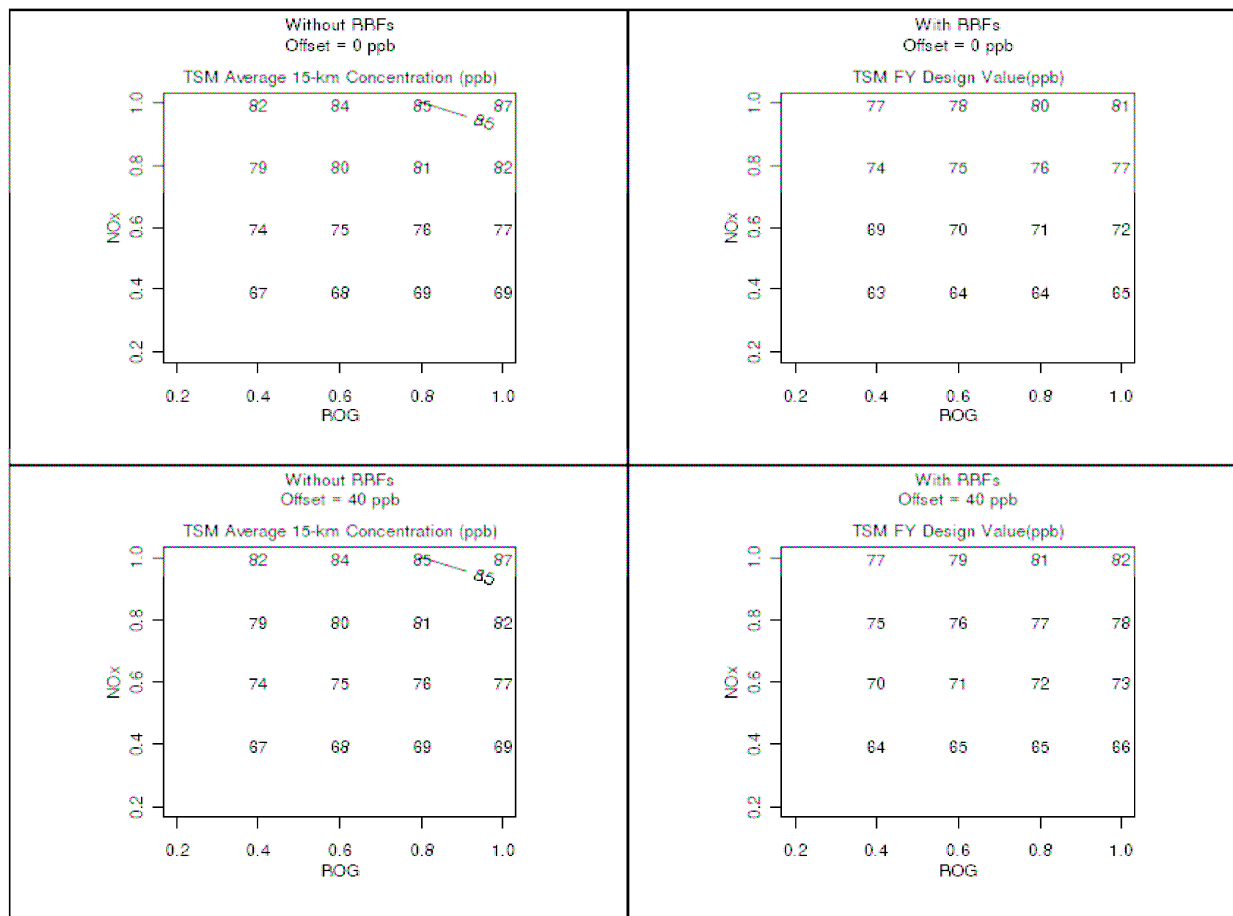 Without RRFs
Offset = 0 ppb
TSM Average 15-km Concentration (ppb)
1.0 82 84 85 87
85
0.8 79 80 81 82
NOx
0.6 74 75 76 77
0.4 67 68 69 69
0.2
0.2 0.4 0.6 0.8 1.0
ROG
With RRFs
Offset = 0 ppb
TSM FY Design Value(ppb)
1.0 77 78 80 81
0.8 74 75 76 77
NOx
0.6 69 70 71 72
0.4 63 64 64 65
0.2
0.2 0.4 0.6 0.8 1.0
ROG
Without RRFs
Offset = 40 ppb
TSM Average 15-km Concentration (ppb)
1.0 82 84 85 87
85
0.8 79 80 81 82
NOx
0.6 74 75 76 77
0.4 67 68 69 69
0.2
0.2 0.4 0.6 0.8 1.0
ROG
With RRFs
Offset = 40 ppb
TSM FY Design Value(ppb)
1.0 77 79 81 82
0.8 75 76 77 78
NOx
0.6 70 71 72 73
0.4 64 65 65 66
0.2
0.2 0.4 0.6 0.8 1.0
ROG